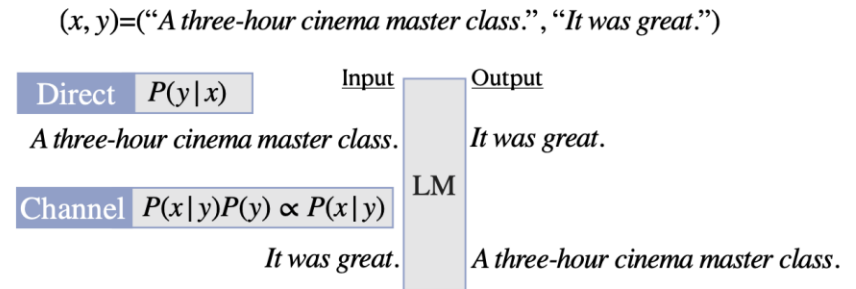 (x, y)=(“A three-hour cinema master class.”, “It was great.”)
Direct P(y|x) Input Output
A three-hour cinema master class. It was great.
LM
Channel P(x|y)P(y) ∝ P(x|y)
It was great. A three-hour cinema master class.